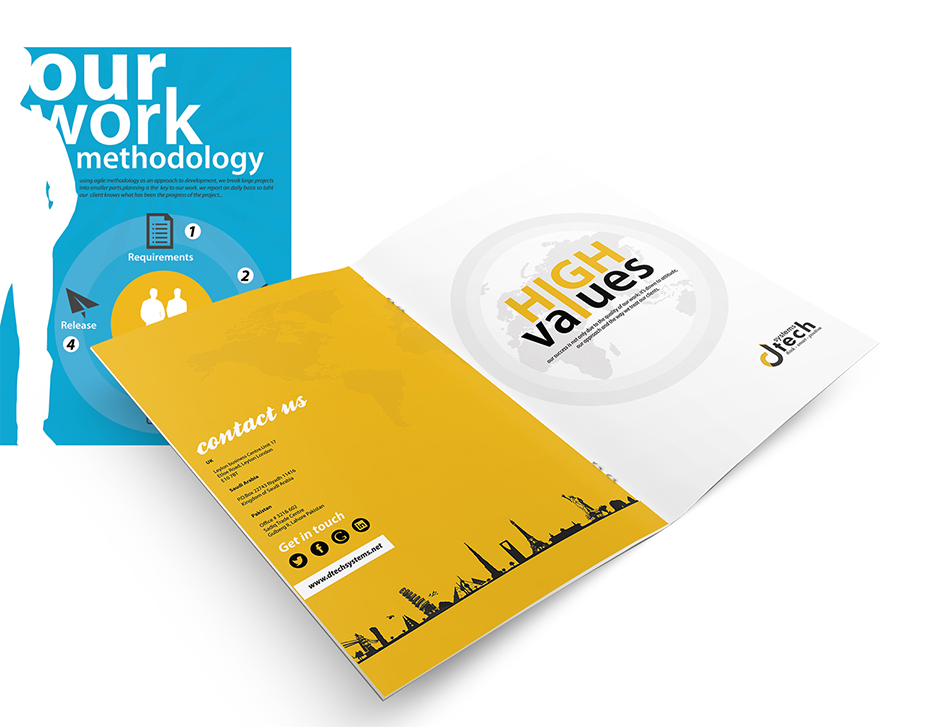 our
work
methodology
using agile methodology as an approach to development, we break large projects
into smaller parts.planning is the key to our work, we report on daily basis so taht
our client knows what has been the progress of the project...
1
Requirements
2
Release
4
HIGH
values
our success is not only due to the quality of our work; it's down to attitude,
our approach and the way we treat our clients.
dtech
systems
contact us
UK
Layton business Centre,Unit 17
Etloe Road, Leyton London
E10 7BT
Saudi Arabia
P.O.Box 22743 Riyadh 11416
Kingdom of Saudi Arabia
Pakistan
Office # 3216-602
Sadiq Trade Centre
Gulberg II, Lahore Pakistan
Get in touch
www.dtechsystems.net